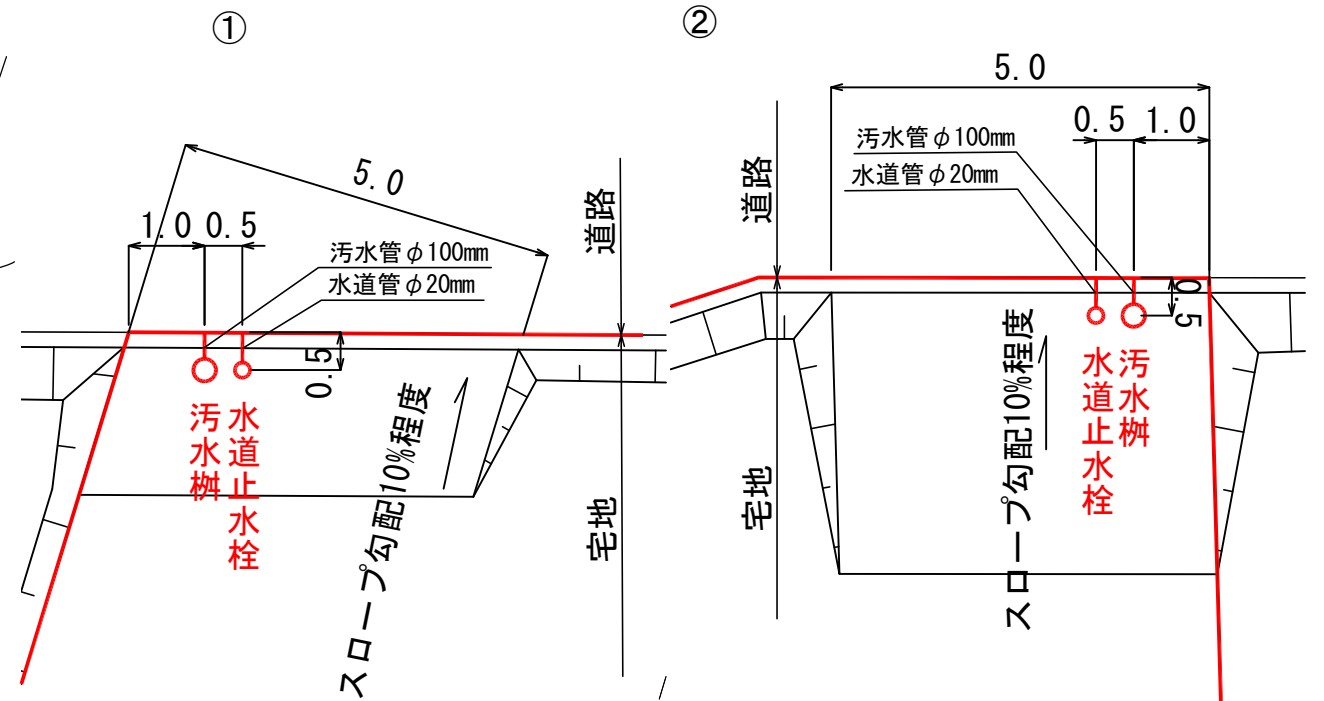 ①
5.0
1.0
0.5
汚水管φ100mm
水道管φ20mm
道路
0.5
汚水桝
水道止水栓
スロープ勾配10%程度
宅地
②
5.0
0.5
1.0
汚水管φ100mm
水道管φ20mm
道路
0.5
スロープ勾配10%程度
水道止水栓
汚水桝
宅地